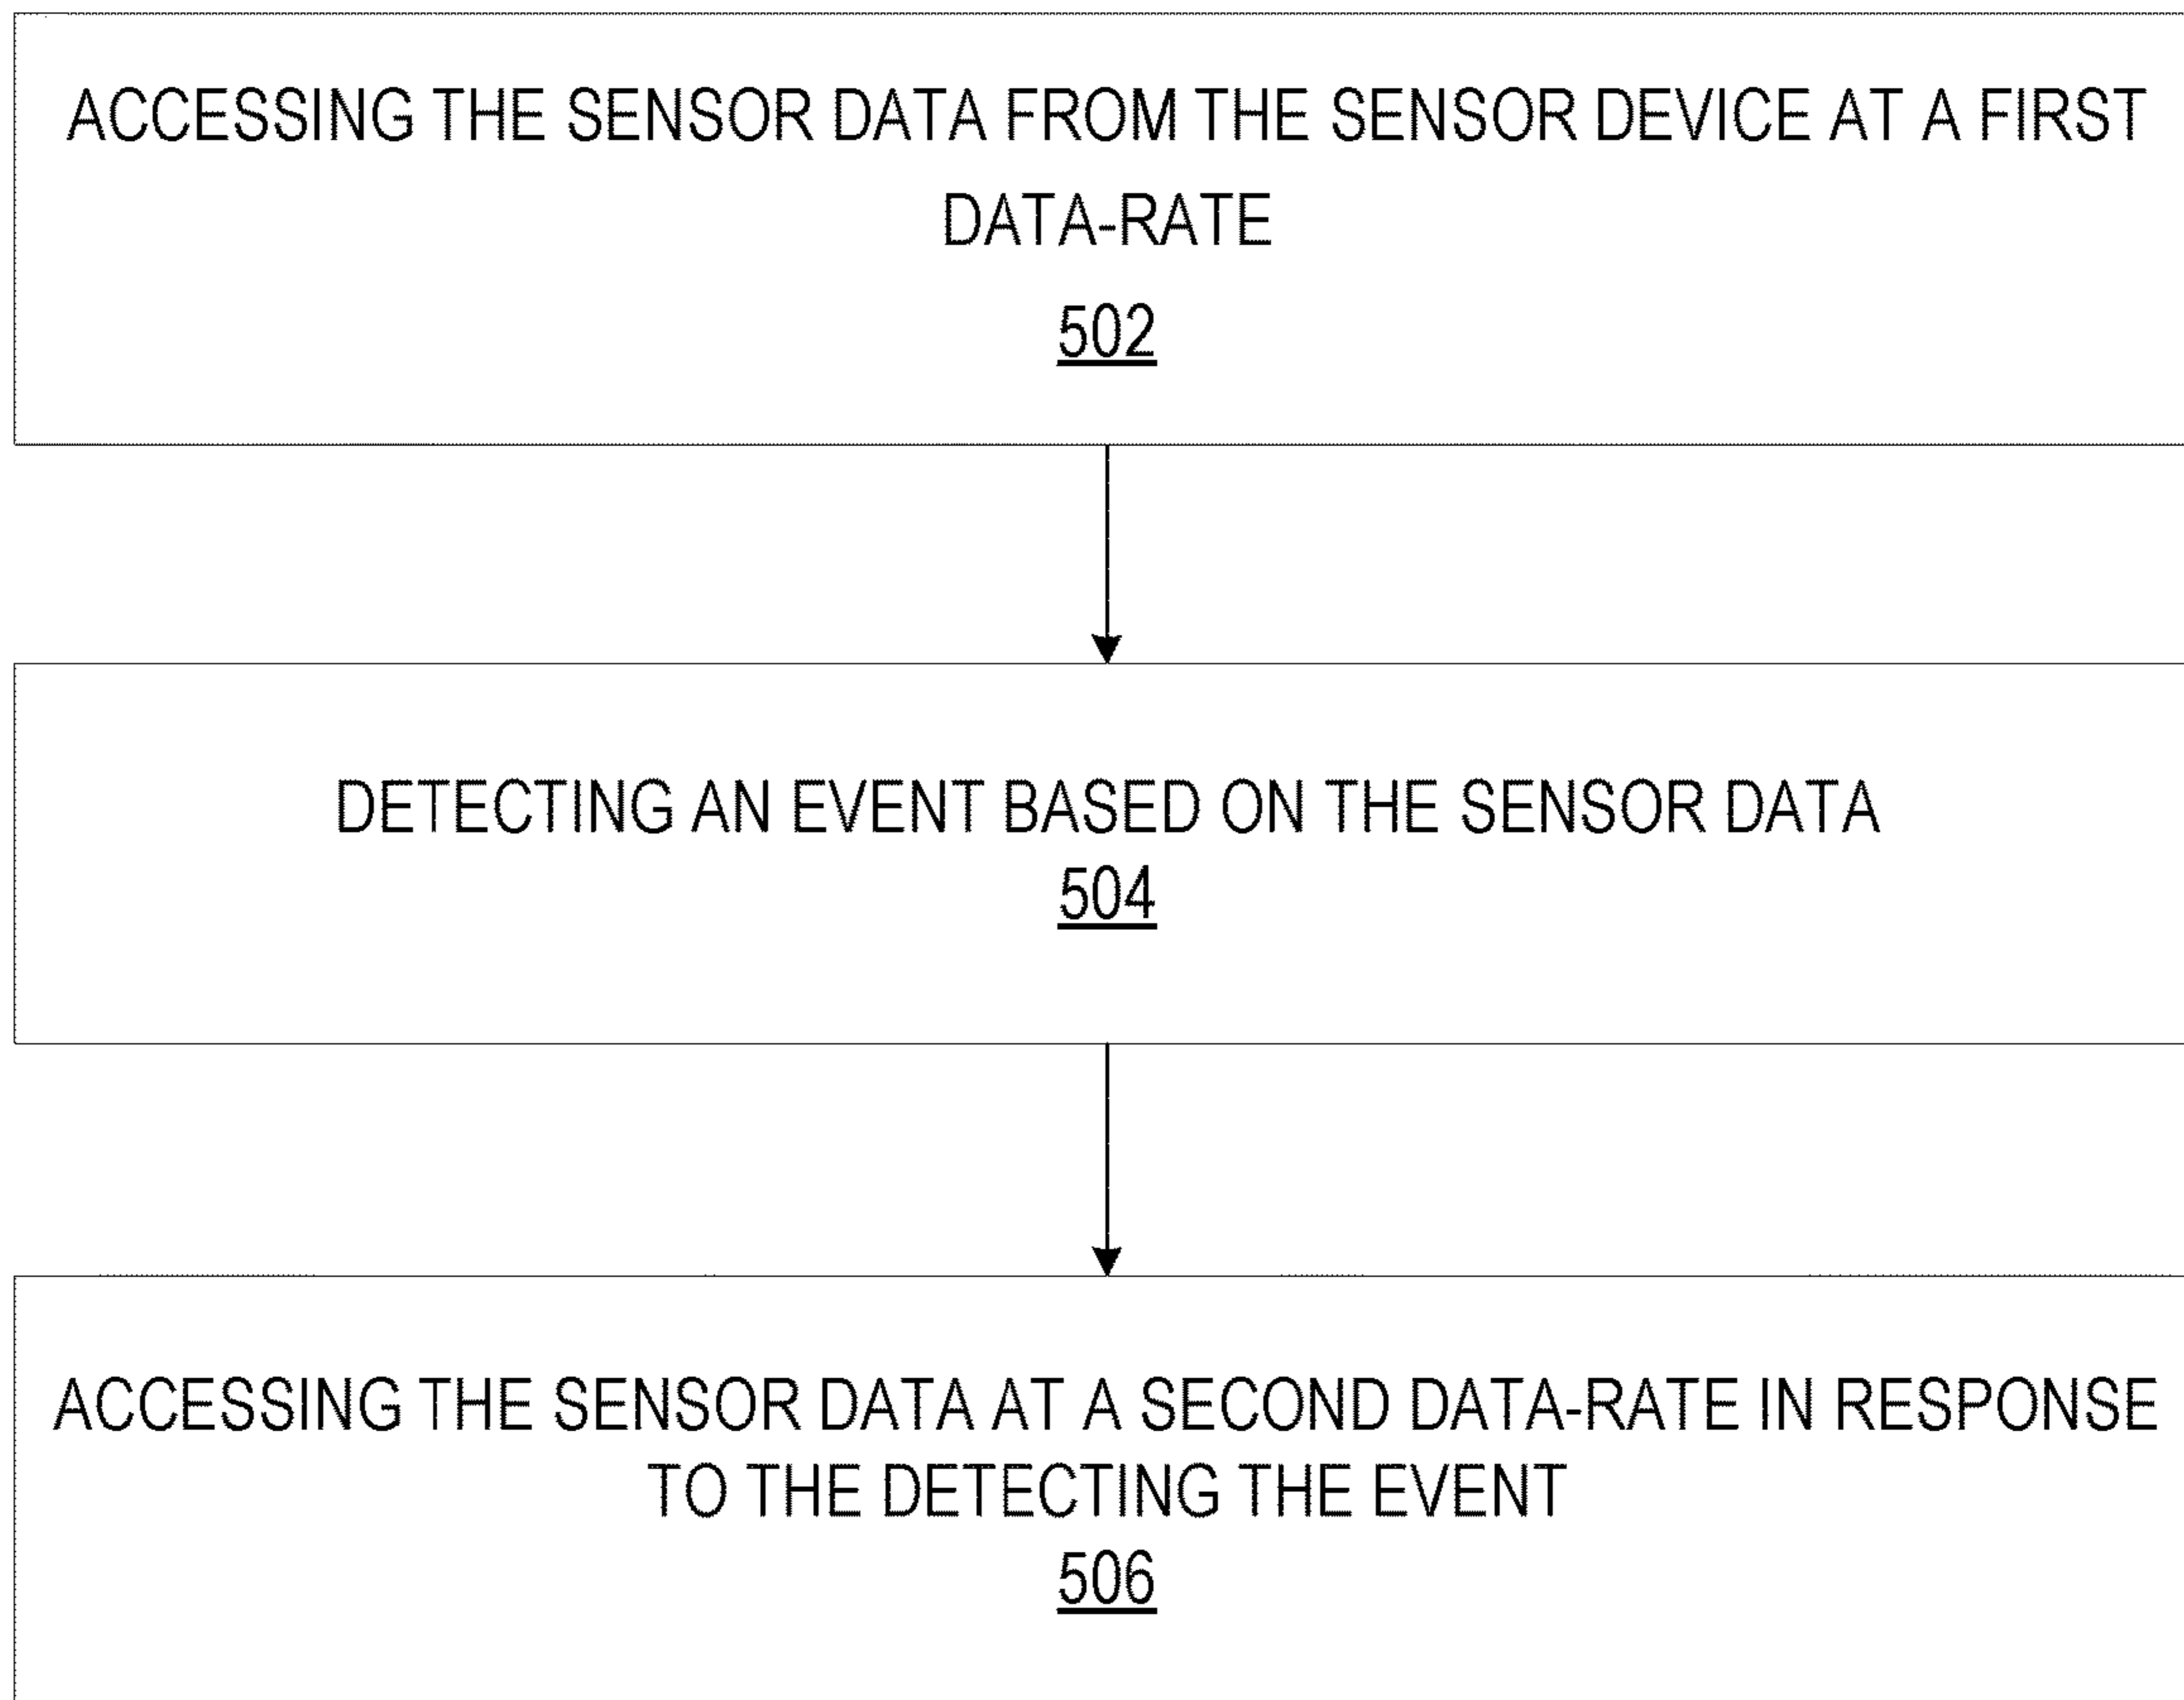 ACCESSING THE SENSOR DATA FROM THE SENSOR DEVICE AT A FIRST
DATA-RATE
502
DETECTING AN EVENT BASED ON THE SENSOR DATA
504
ACCESSING THE SENSOR DATA AT A SECOND DATA-RATE IN RESPONSE
TO THE DETECTING THE EVENT
506